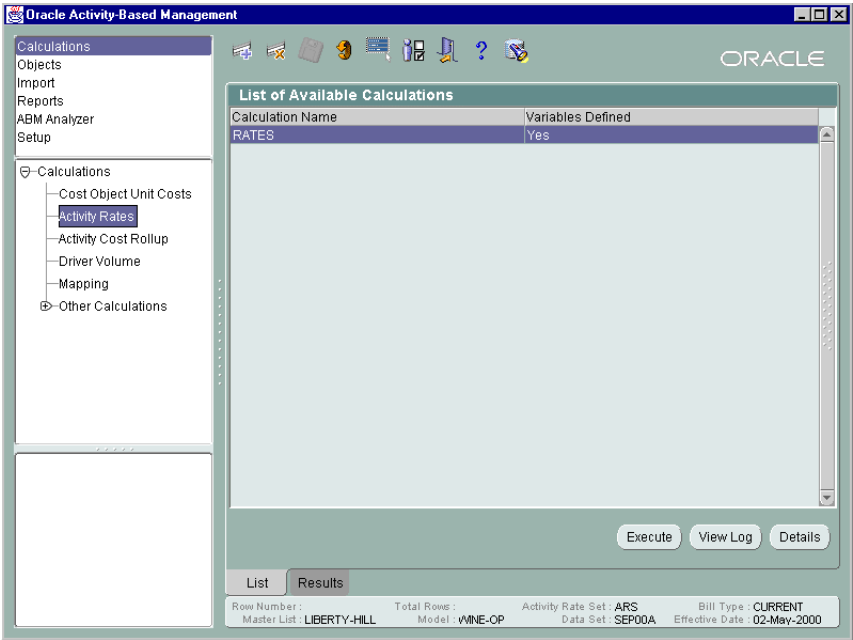 Oracle Activity-Based Management
Calculations
Objects
Import
Reports
ABM Analyzer
Setup
ORACLE
Calculations
Cost Object Unit Costs
Activity Rates
Activity Cost Rollup
Driver Volume
Mapping
Other Calculations
List of Available Calculations
Calculation Name Variables Defined
RATES Yes
Execute View Log Details
List Results
Row Number : Total Rows : Activity Rate Set : ARS Bill Type : CURRENT
Master List : LIBERTY-HILL Model : WINE-OP Data Set : SEP00A Effective Date : 02-May-2000